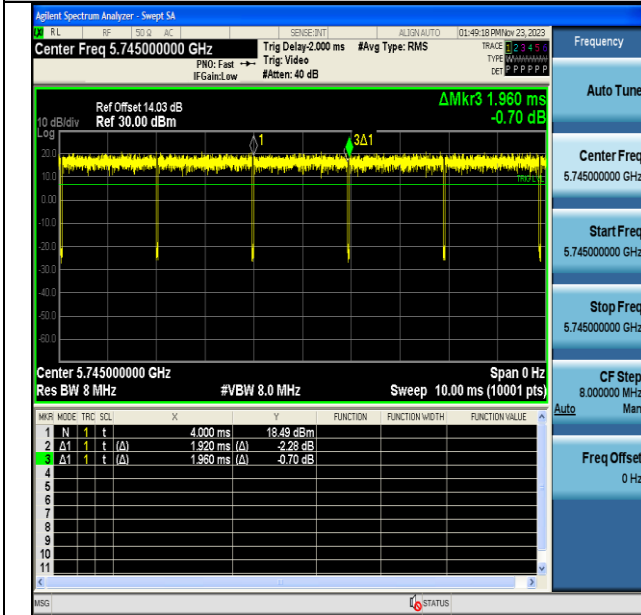 Agilent Spectrum Analyzer - Swept SA
RL RF 50 Ω AC SENSE:INT ALIGN AUTO 01:49:18 PM Nov 23, 2023
Center Freq 5.745000000 GHz
PNO: Fast
IFGain:Low
Trig Delay-2.000 ms
Trig: Video
#Atten: 40 dB
#Avg Type: RMS
TRACE 1 2 3 4 5 6
TYPE
DET P P P P P P
Frequency
Auto Tune
Center Freq
5.745000000 GHz
Start Freq
5.745000000 GHz
Stop Freq
5.745000000 GHz
CF Step
8.000000 MHz
Auto Man
Freq Offset
0 Hz
ΔMkr3 1.960 ms
-0.70 dB
Ref Offset 14.03 dB
10 dB/div Ref 30.00 dBm
Log
1
3Δ1
20.0
10.0
TRIG LVL
0.00
-10.0
-20.0
-30.0
-40.0
-50.0
-60.0
Center 5.745000000 GHz Span 0 Hz
Res BW 8 MHz #VBW 8.0 MHz Sweep 10.00 ms (10001 pts)
MKR MODE TRC SCL X Y FUNCTION FUNCTION WIDTH FUNCTION VALUE
1 N 1 t 4.000 ms 18.49 dBm
2 Δ1 1 t (Δ) 1.920 ms (Δ) -2.28 dB
3 Δ1 1 t (Δ) 1.960 ms (Δ) -0.70 dB
4
5
6
7
8
9
10
11
MSG STATUS